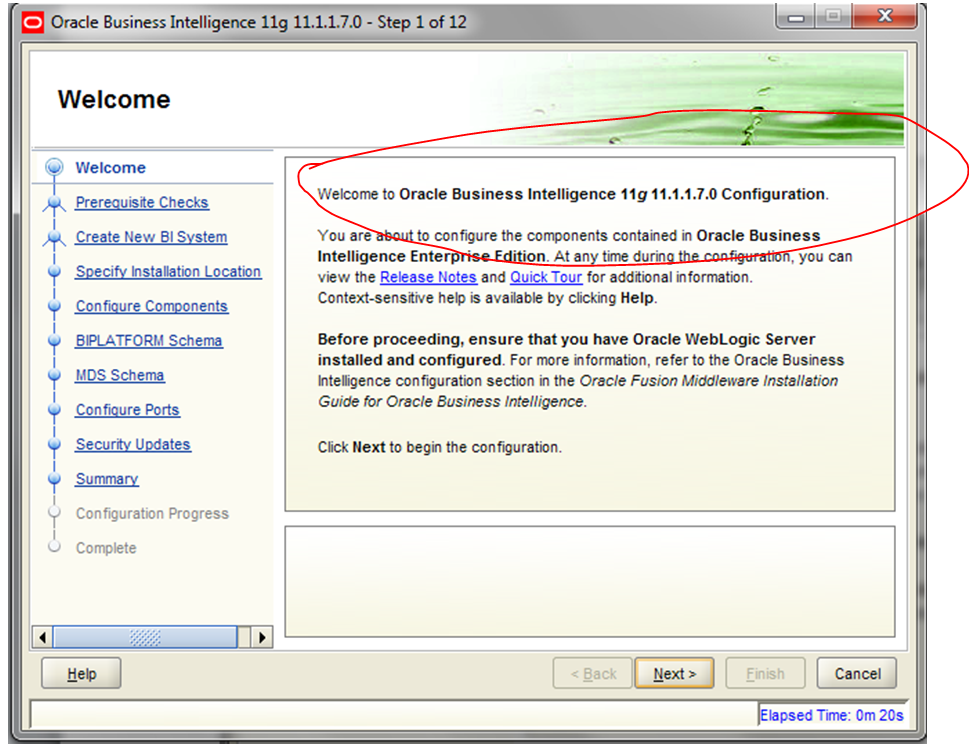 Oracle Business Intelligence 11g 11.1.1.7.0 - Step 1 of 12
Welcome
Welcome
Prerequisite Checks
Create New BI System
Specify Installation Location
Configure Components
BIPLATFORM Schema
MDS Schema
Configure Ports
Security Updates
Summary
Configuration Progress
Complete
Welcome to Oracle Business Intelligence 11g 11.1.1.7.0 Configuration.
You are about to configure the components contained in Oracle Business
Intelligence Enterprise Edition. At any time during the configuration, you can
view the Release Notes and Quick Tour for additional information.
Context-sensitive help is available by clicking Help.
Before proceeding, ensure that you have Oracle WebLogic Server
installed and configured. For more information, refer to the Oracle Business
Intelligence configuration section in the Oracle Fusion Middleware Installation
Guide for Oracle Business Intelligence.
Click Next to begin the configuration.
Help
< Back
Next >
Finish
Cancel
Elapsed Time: 0m 20s